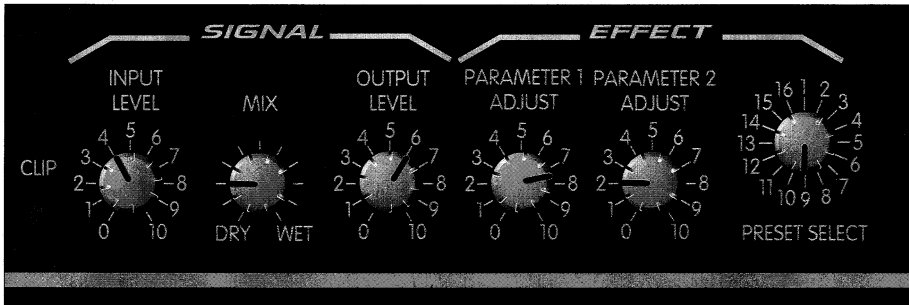 SIGNAL EFFECT
INPUT LEVEL
MIX
OUTPUT LEVEL
PARAMETER 1 ADJUST
PARAMETER 2 ADJUST
CLIP
0 1 2 3 4 5 6 7 8 9 10
DRY WET
0 1 2 3 4 5 6 7 8 9 10
0 1 2 3 4 5 6 7 8 9 10
0 1 2 3 4 5 6 7 8 9 10
1 2 3 4 5 6 7 8 9 10 11 12 13 14 15 16
PRESET SELECT